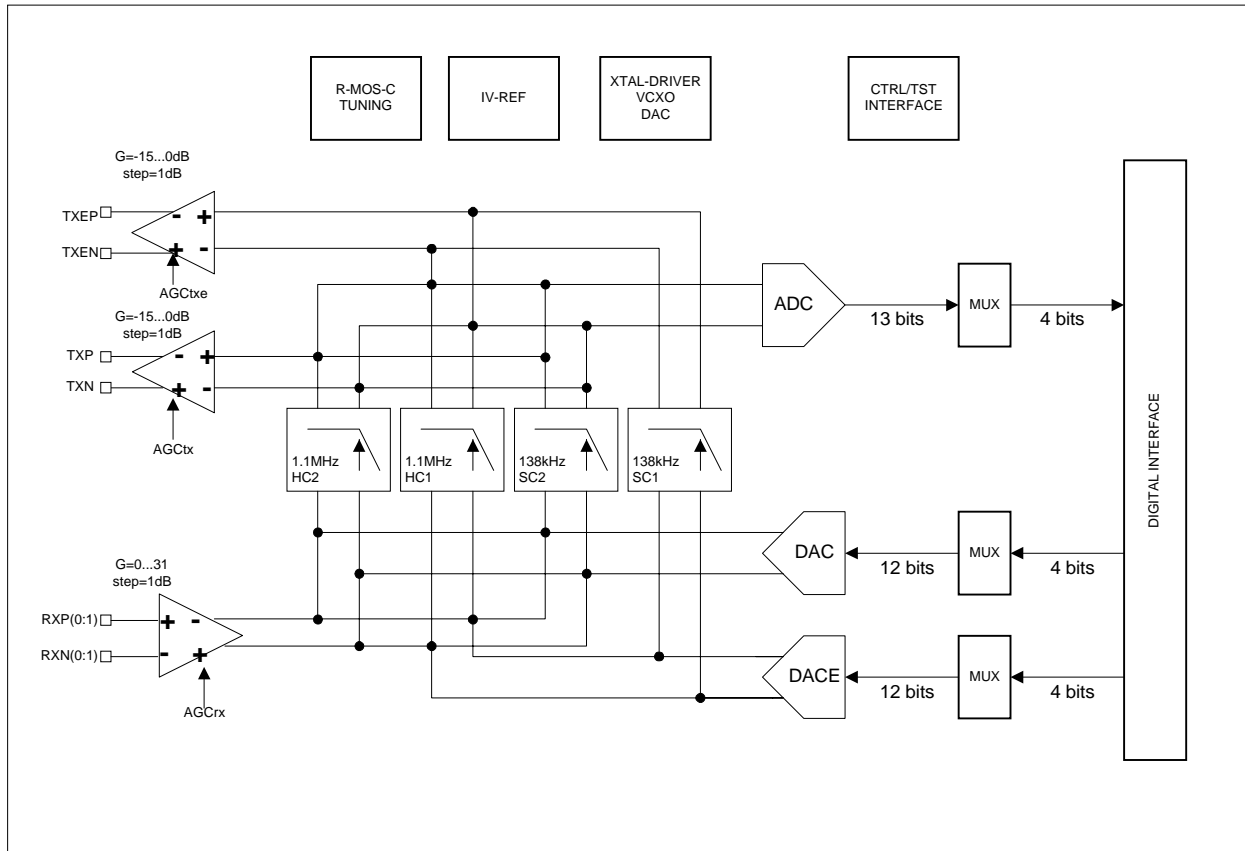 R-MOS-C
TUNING
IV-REF
XTAL-DRIVER
VCXO
DAC
CTRL/TST
INTERFACE
G=-15...0dB
step=1dB
TXEP
TXEN
- +
+ -
AGCtxe
G=-15...0dB
step=1dB
TXP
TXN
- +
+ -
AGCtx
ADC
13 bits
MUX
4 bits
1.1MHz
HC2
1.1MHz
HC1
138kHz
SC2
138kHz
SC1
DIGITAL INTERFACE
DAC
12 bits
MUX
4 bits
G=0...31
step=1dB
RXP(0:1)
RXN(0:1)
+ -
- +
AGCrx
DACE
12 bits
MUX
4 bits